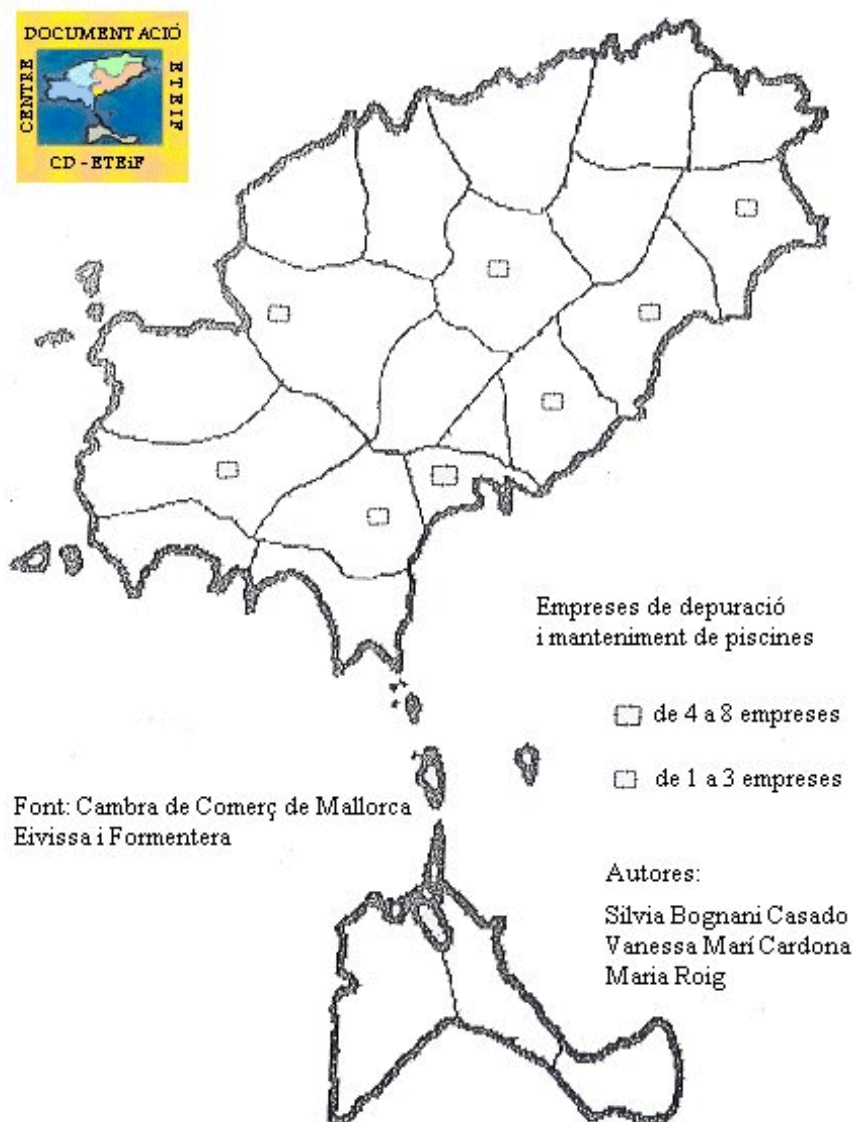 DOCUMENTACIÓ
CENTRE
ETEIF
CD - ETEiF
Empreses de depuració
i manteniment de piscines
de 4 a 8 empreses
de 1 a 3 empreses
Font: Cambra de Comerç de Mallorca
Eivissa i Formentera
Autores:
Silvia Bognani Casado
Vanessa Marí Cardona
Maria Roig